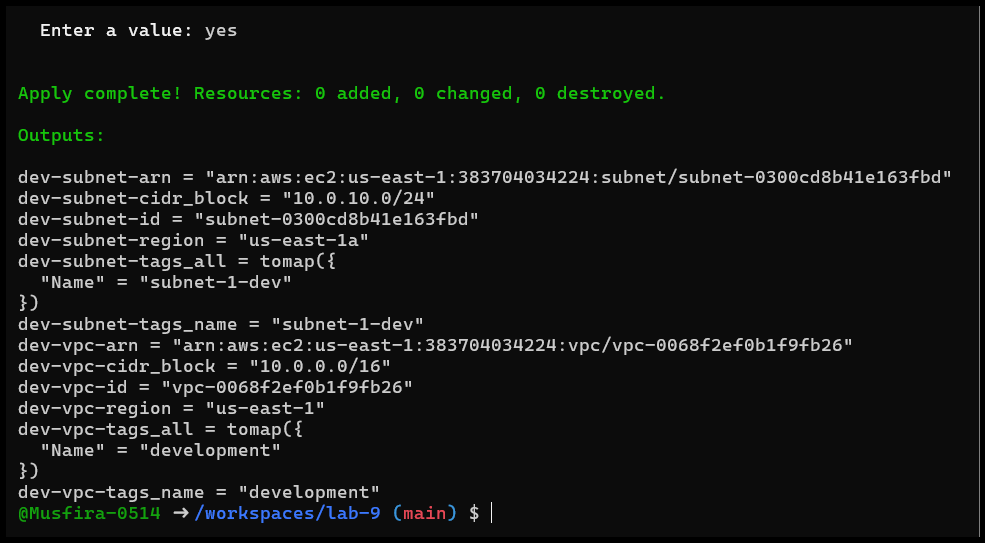 Enter a value: yes
Apply complete! Resources: 0 added, 0 changed, 0 destroyed.
Outputs:
dev-subnet-arn = "arn:aws:ec2:us-east-1:383704034224:subnet/subnet-0300cd8b41e163fbd"
dev-subnet-cidr_block = "10.0.10.0/24"
dev-subnet-id = "subnet-0300cd8b41e163fbd"
dev-subnet-region = "us-east-1a"
dev-subnet-tags_all = tomap({
  "Name" = "subnet-1-dev"
})
dev-subnet-tags_name = "subnet-1-dev"
dev-vpc-arn = "arn:aws:ec2:us-east-1:383704034224:vpc/vpc-0068f2ef0b1f9fb26"
dev-vpc-cidr_block = "10.0.0.0/16"
dev-vpc-id = "vpc-0068f2ef0b1f9fb26"
dev-vpc-region = "us-east-1"
dev-vpc-tags_all = tomap({
  "Name" = "development"
})
dev-vpc-tags_name = "development"
@Musfira-0514 ➜ /workspaces/lab-9 (main) $